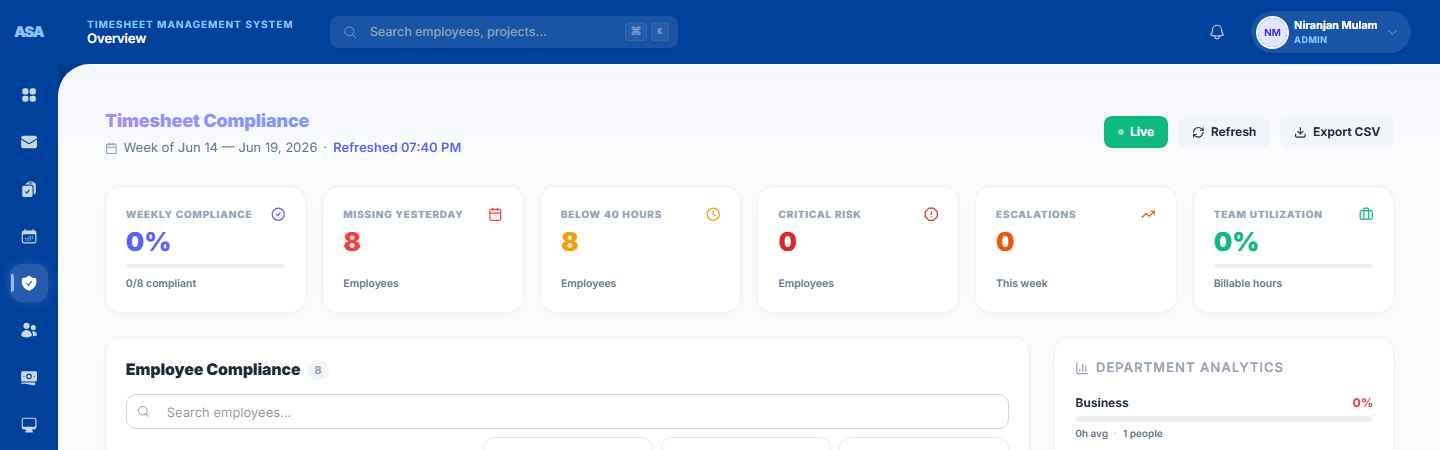 ASA
TIMESHEET MANAGEMENT SYSTEM
Overview
Search employees, projects...
⌘ K
NM
Niranjan Mulam
ADMIN
Timesheet Compliance
Week of Jun 14 — Jun 19, 2026 · Refreshed 07:40 PM
Live
Refresh
Export CSV
WEEKLY COMPLIANCE
0%
0/8 compliant
MISSING YESTERDAY
8
Employees
BELOW 40 HOURS
8
Employees
CRITICAL RISK
0
Employees
ESCALATIONS
0
This week
TEAM UTILIZATION
0%
Billable hours
Employee Compliance 8
Search employees...
DEPARTMENT ANALYTICS
Business 0%
0h avg · 1 people